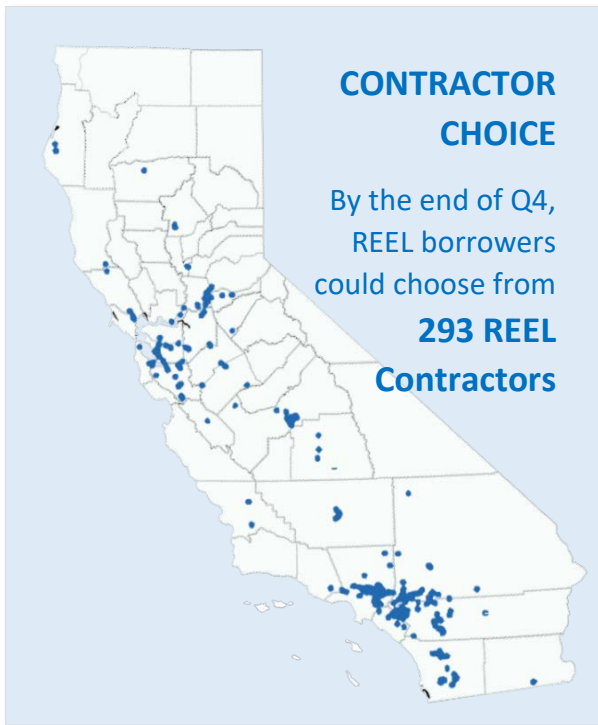 CONTRACTOR
CHOICE
By the end of Q4,
REEL borrowers
could choose from
293 REEL
Contractors